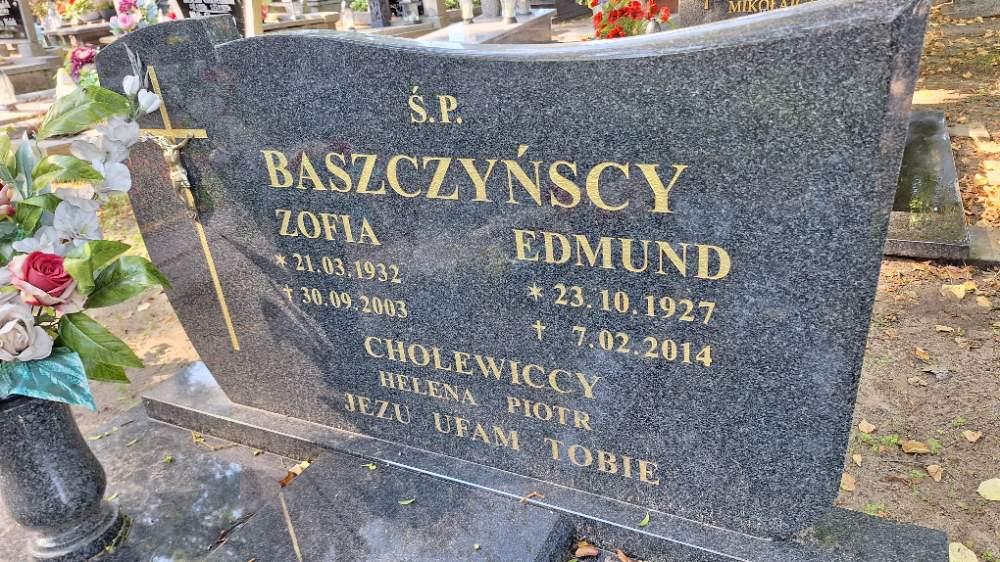 MIKOŁAJ
Ś.P.
BASZCZYŃSCY
ZOFIA
* 21.03.1932
† 30.09.2003
EDMUND
* 23.10.1927
† 7.02.2014
CHOLEWICCY
HELENA PIOTR
JEZU UFAM TOBIE